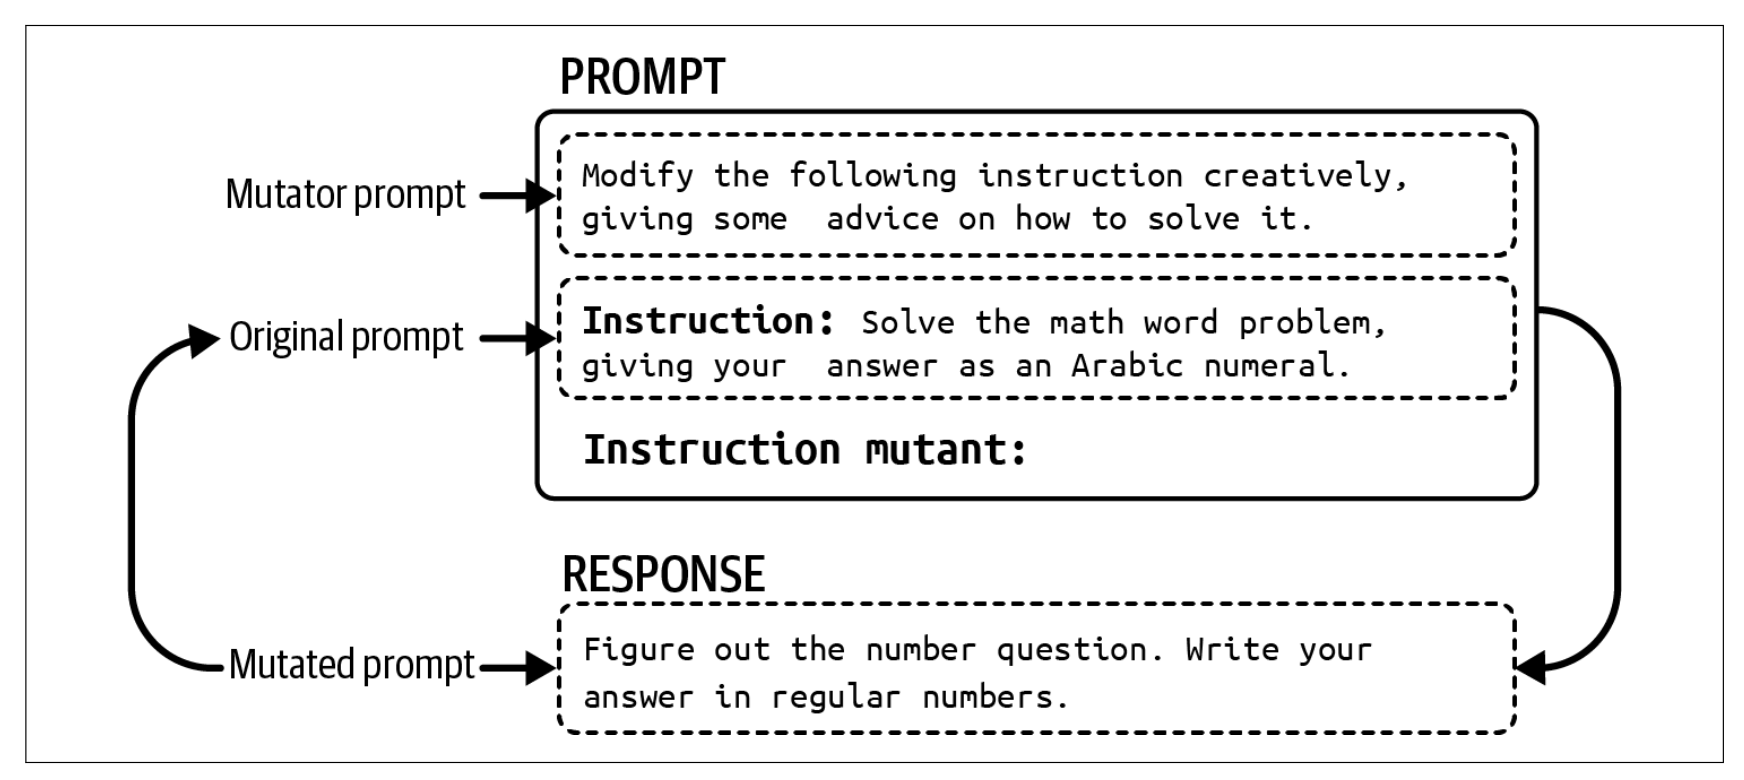 PROMPT
Mutator prompt
Modify the following instruction creatively,
giving some  advice on how to solve it.
Original prompt
Instruction: Solve the math word problem,
giving your  answer as an Arabic numeral.
Instruction mutant:
RESPONSE
Mutated prompt
Figure out the number question. Write your
answer in regular numbers.